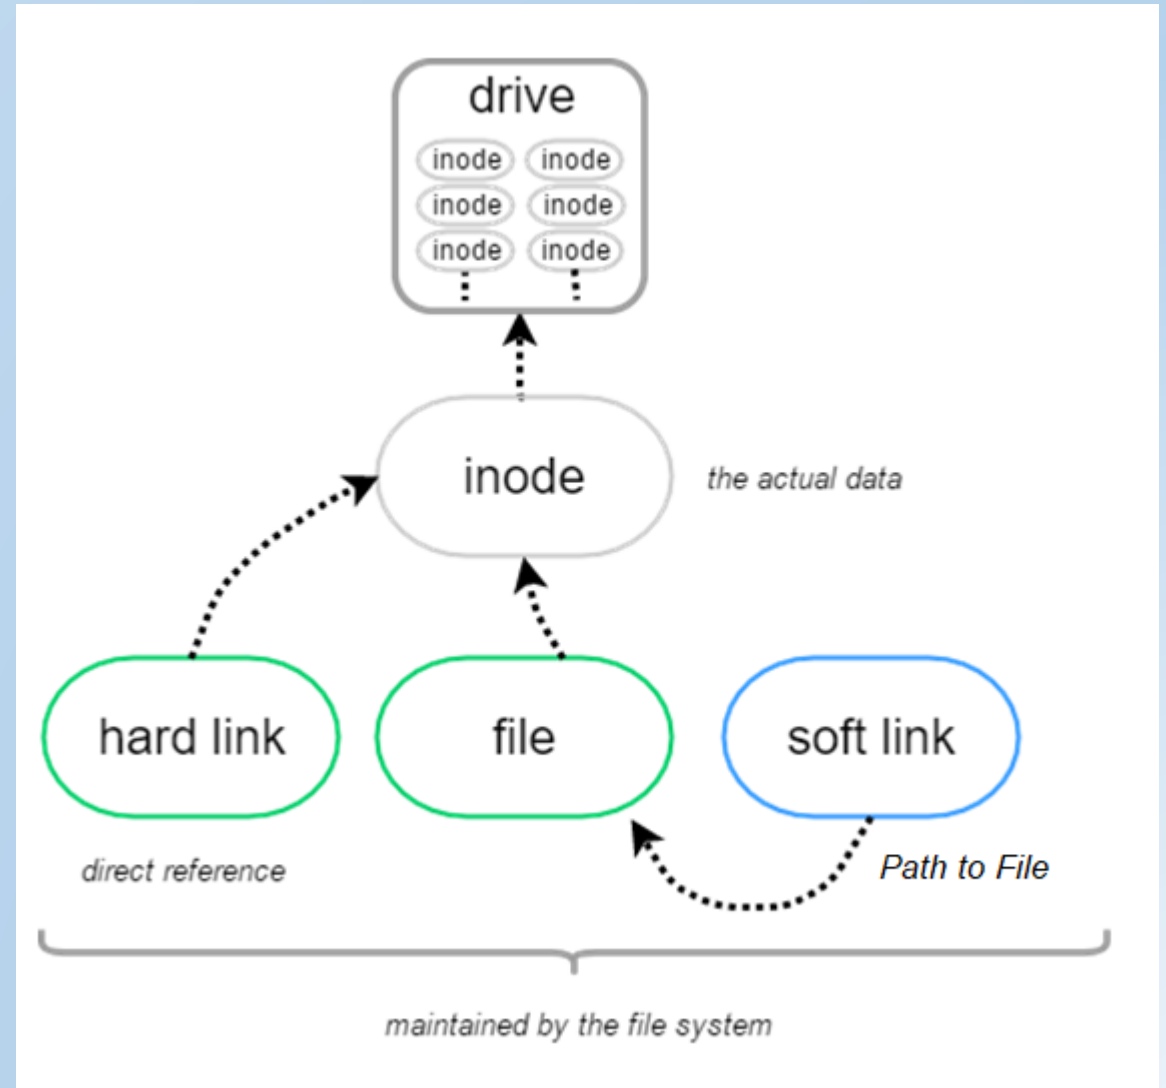 drive
inode inode
inode inode
inode inode
inode
the actual data
hard link
file
soft link
direct reference
Path to File
maintained by the file system